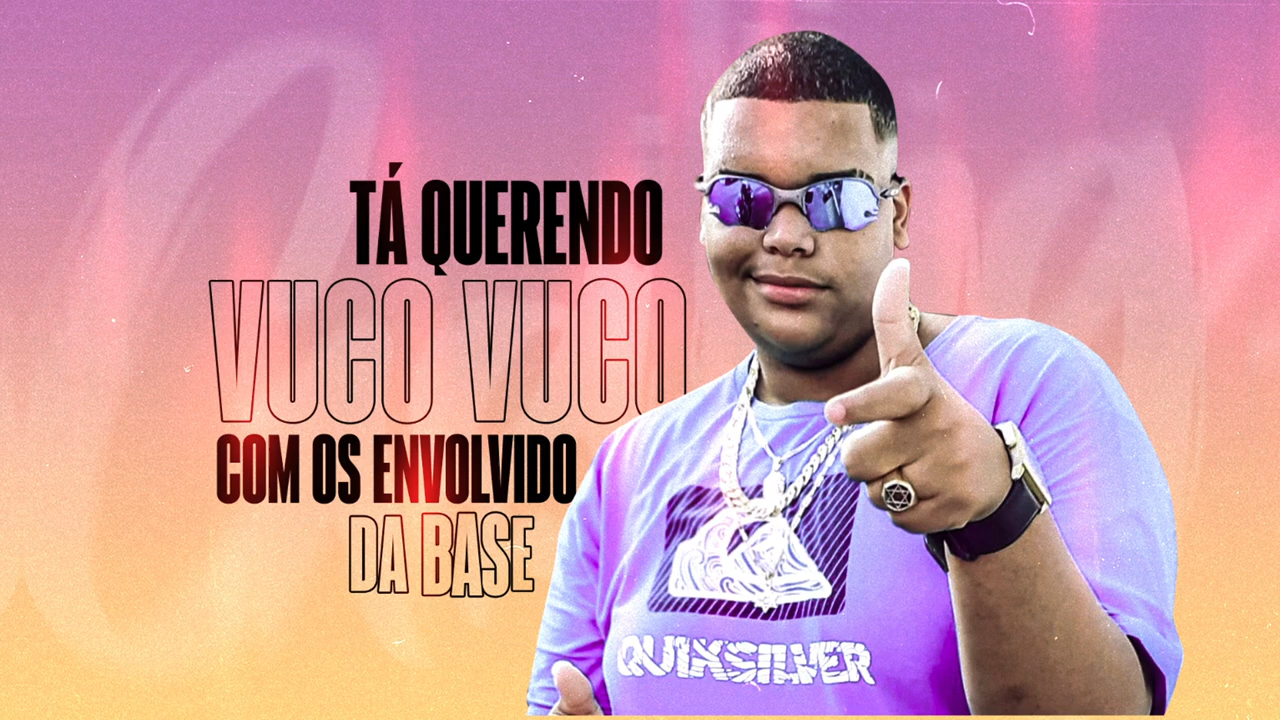 TÁ QUERENDO
VUCO VUCO
COM OS ENVOLVIDO
DA BASE
QUIKSILVER